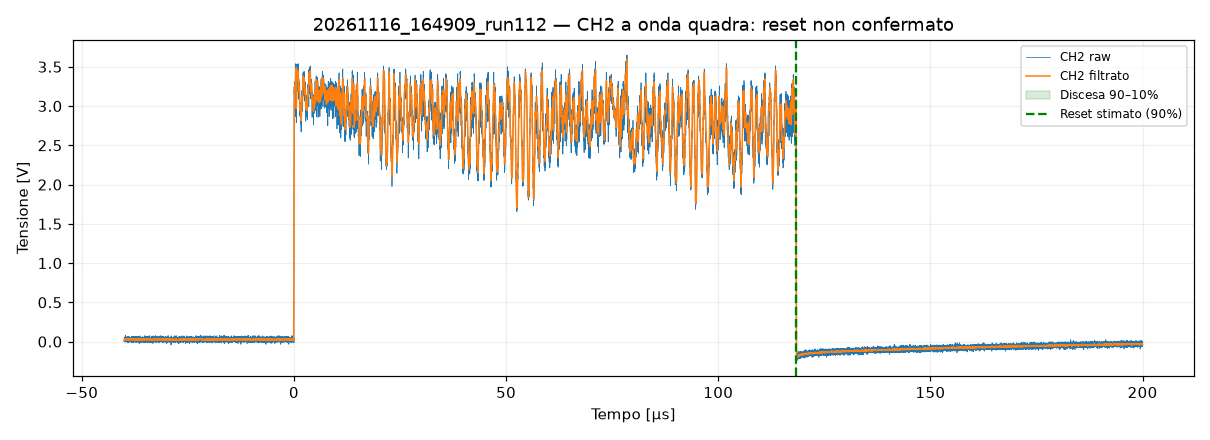 20261116_164909_run112 — CH2 a onda quadra: reset non confermato
CH2 raw
CH2 filtrato
Discesa 90–10%
Reset stimato (90%)
Tensione [V]
3.5
3.0
2.5
2.0
1.5
1.0
0.5
0.0
−50
0
50
100
150
200
Tempo [µs]